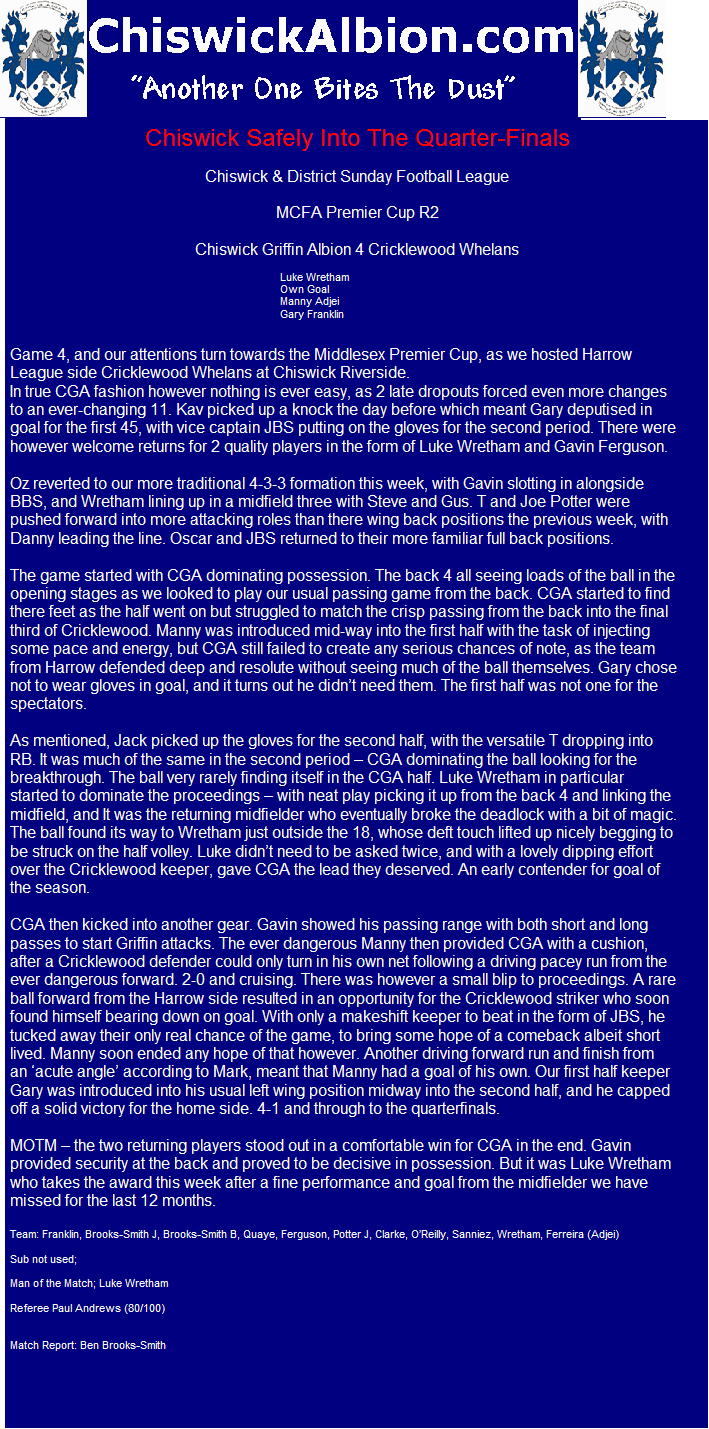 ChiswickAlbion.com
"Another One Bites The Dust"
Chiswick Safely Into The Quarter-Finals
Chiswick & District Sunday Football League
MCFA Premier Cup R2
Chiswick Griffin Albion 4 Cricklewood Whelans
Luke Wretham
Own Goal
Manny Adjei
Gary Franklin
Game 4, and our attentions turn towards the Middlesex Premier Cup, as we hosted Harrow
League side Cricklewood Whelans at Chiswick Riverside.
In true CGA fashion however nothing is ever easy, as 2 late dropouts forced even more changes
to an ever-changing 11. Kav picked up a knock the day before which meant Gary deputised in
goal for the first 45, with vice captain JBS putting on the gloves for the second period. There were
however welcome returns for 2 quality players in the form of Luke Wretham and Gavin Ferguson.
Oz reverted to our more traditional 4-3-3 formation this week, with Gavin slotting in alongside
BBS, and Wretham lining up in a midfield three with Steve and Gus. T and Joe Potter were
pushed forward into more attacking roles than there wing back positions the previous week, with
Danny leading the line. Oscar and JBS returned to their more familiar full back positions.
The game started with CGA dominating possession. The back 4 all seeing loads of the ball in the
opening stages as we looked to play our usual passing game from the back. CGA started to find
there feet as the half went on but struggled to match the crisp passing from the back into the final
third of Cricklewood. Manny was introduced mid-way into the first half with the task of injecting
some pace and energy, but CGA still failed to create any serious chances of note, as the team
from Harrow defended deep and resolute without seeing much of the ball themselves. Gary chose
not to wear gloves in goal, and it turns out he didn't need them. The first half was not one for the
spectators.
As mentioned, Jack picked up the gloves for the second half, with the versatile T dropping into
RB. It was much of the same in the second period – CGA dominating the ball looking for the
breakthrough. The ball very rarely finding itself in the CGA half. Luke Wretham in particular
started to dominate the proceedings – with neat play picking it up from the back 4 and linking the
midfield, and It was the returning midfielder who eventually broke the deadlock with a bit of magic.
The ball found its way to Wretham just outside the 18, whose deft touch lifted up nicely begging to
be struck on the half volley. Luke didn't need to be asked twice, and with a lovely dipping effort
over the Cricklewood keeper, gave CGA the lead they deserved. An early contender for goal of
the season.
CGA then kicked into another gear. Gavin showed his passing range with both short and long
passes to start Griffin attacks. The ever dangerous Manny then provided CGA with a cushion,
after a Cricklewood defender could only turn in his own net following a driving pacey run from the
ever dangerous forward. 2-0 and cruising. There was however a small blip to proceedings. A rare
ball forward from the Harrow side resulted in an opportunity for the Cricklewood striker who soon
found himself bearing down on goal. With only a makeshift keeper to beat in the form of JBS, he
tucked away their only real chance of the game, to bring some hope of a comeback albeit short
lived. Manny soon ended any hope of that however. Another driving forward run and finish from
an 'acute angle' according to Mark, meant that Manny had a goal of his own. Our first half keeper
Gary was introduced into his usual left wing position midway into the second half, and he capped
off a solid victory for the home side. 4-1 and through to the quarterfinals.
MOTM – the two returning players stood out in a comfortable win for CGA in the end. Gavin
provided security at the back and proved to be decisive in possession. But it was Luke Wretham
who takes the award this week after a fine performance and goal from the midfielder we have
missed for the last 12 months.
Team: Franklin, Brooks-Smith J, Brooks-Smith B, Quaye, Ferguson, Potter J, Clarke, O'Reilly, Sanniez, Wretham, Ferreira (Adjei)
Sub not used;
Man of the Match; Luke Wretham
Referee Paul Andrews (80/100)
Match Report: Ben Brooks-Smith